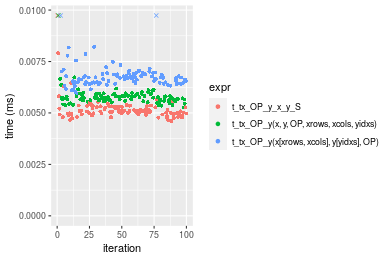 0.0100
0.0075
0.0050
0.0025
0.0000
time (ms)
0 25 50 75 100
iteration
expr
t_tx_OP_y_x_y_S
t_tx_OP_y(x, y, OP, xrows, xcols, yidxs)
t_tx_OP_y(x[xrows, xcols], y[yidxs], OP)